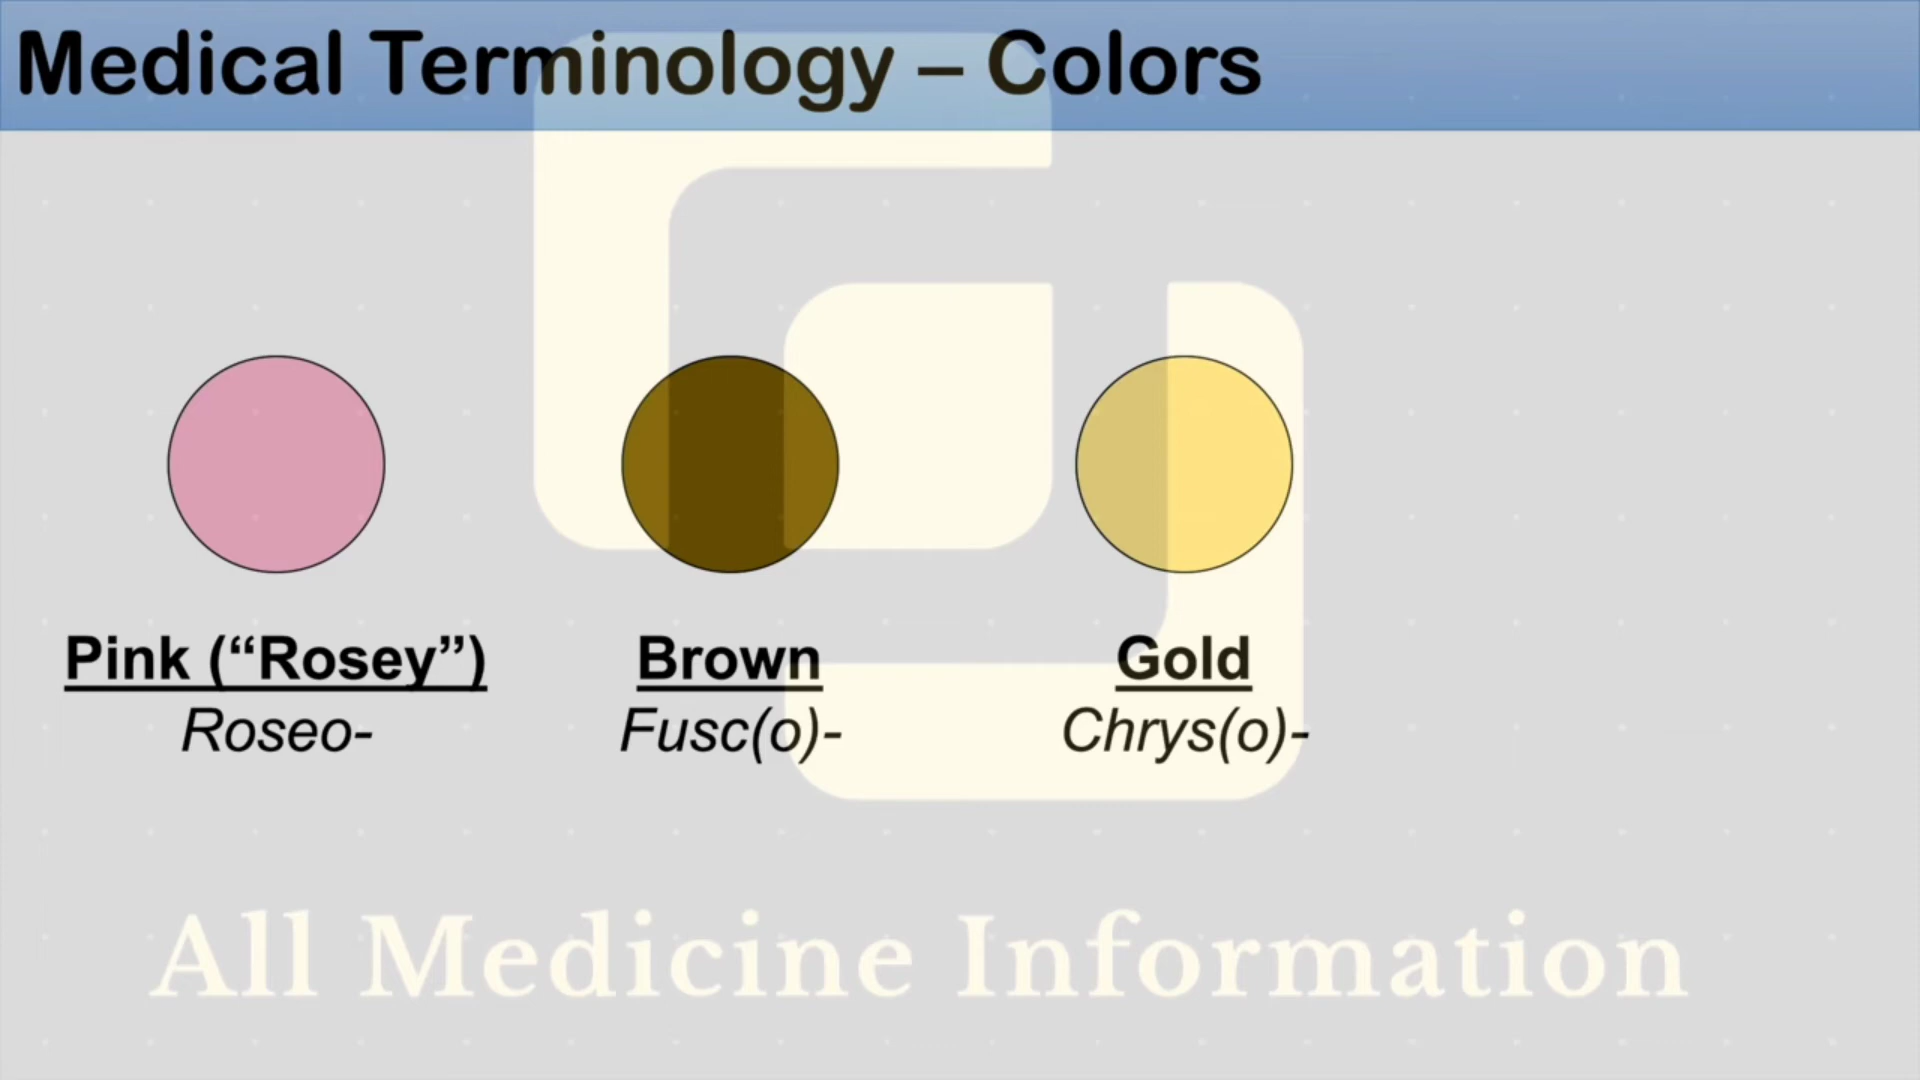 Medical Terminology – Colors
Pink (“Rosey”)
Roseo-
Brown
Fusc(o)-
Gold
Chrys(o)-
All Medicine Information